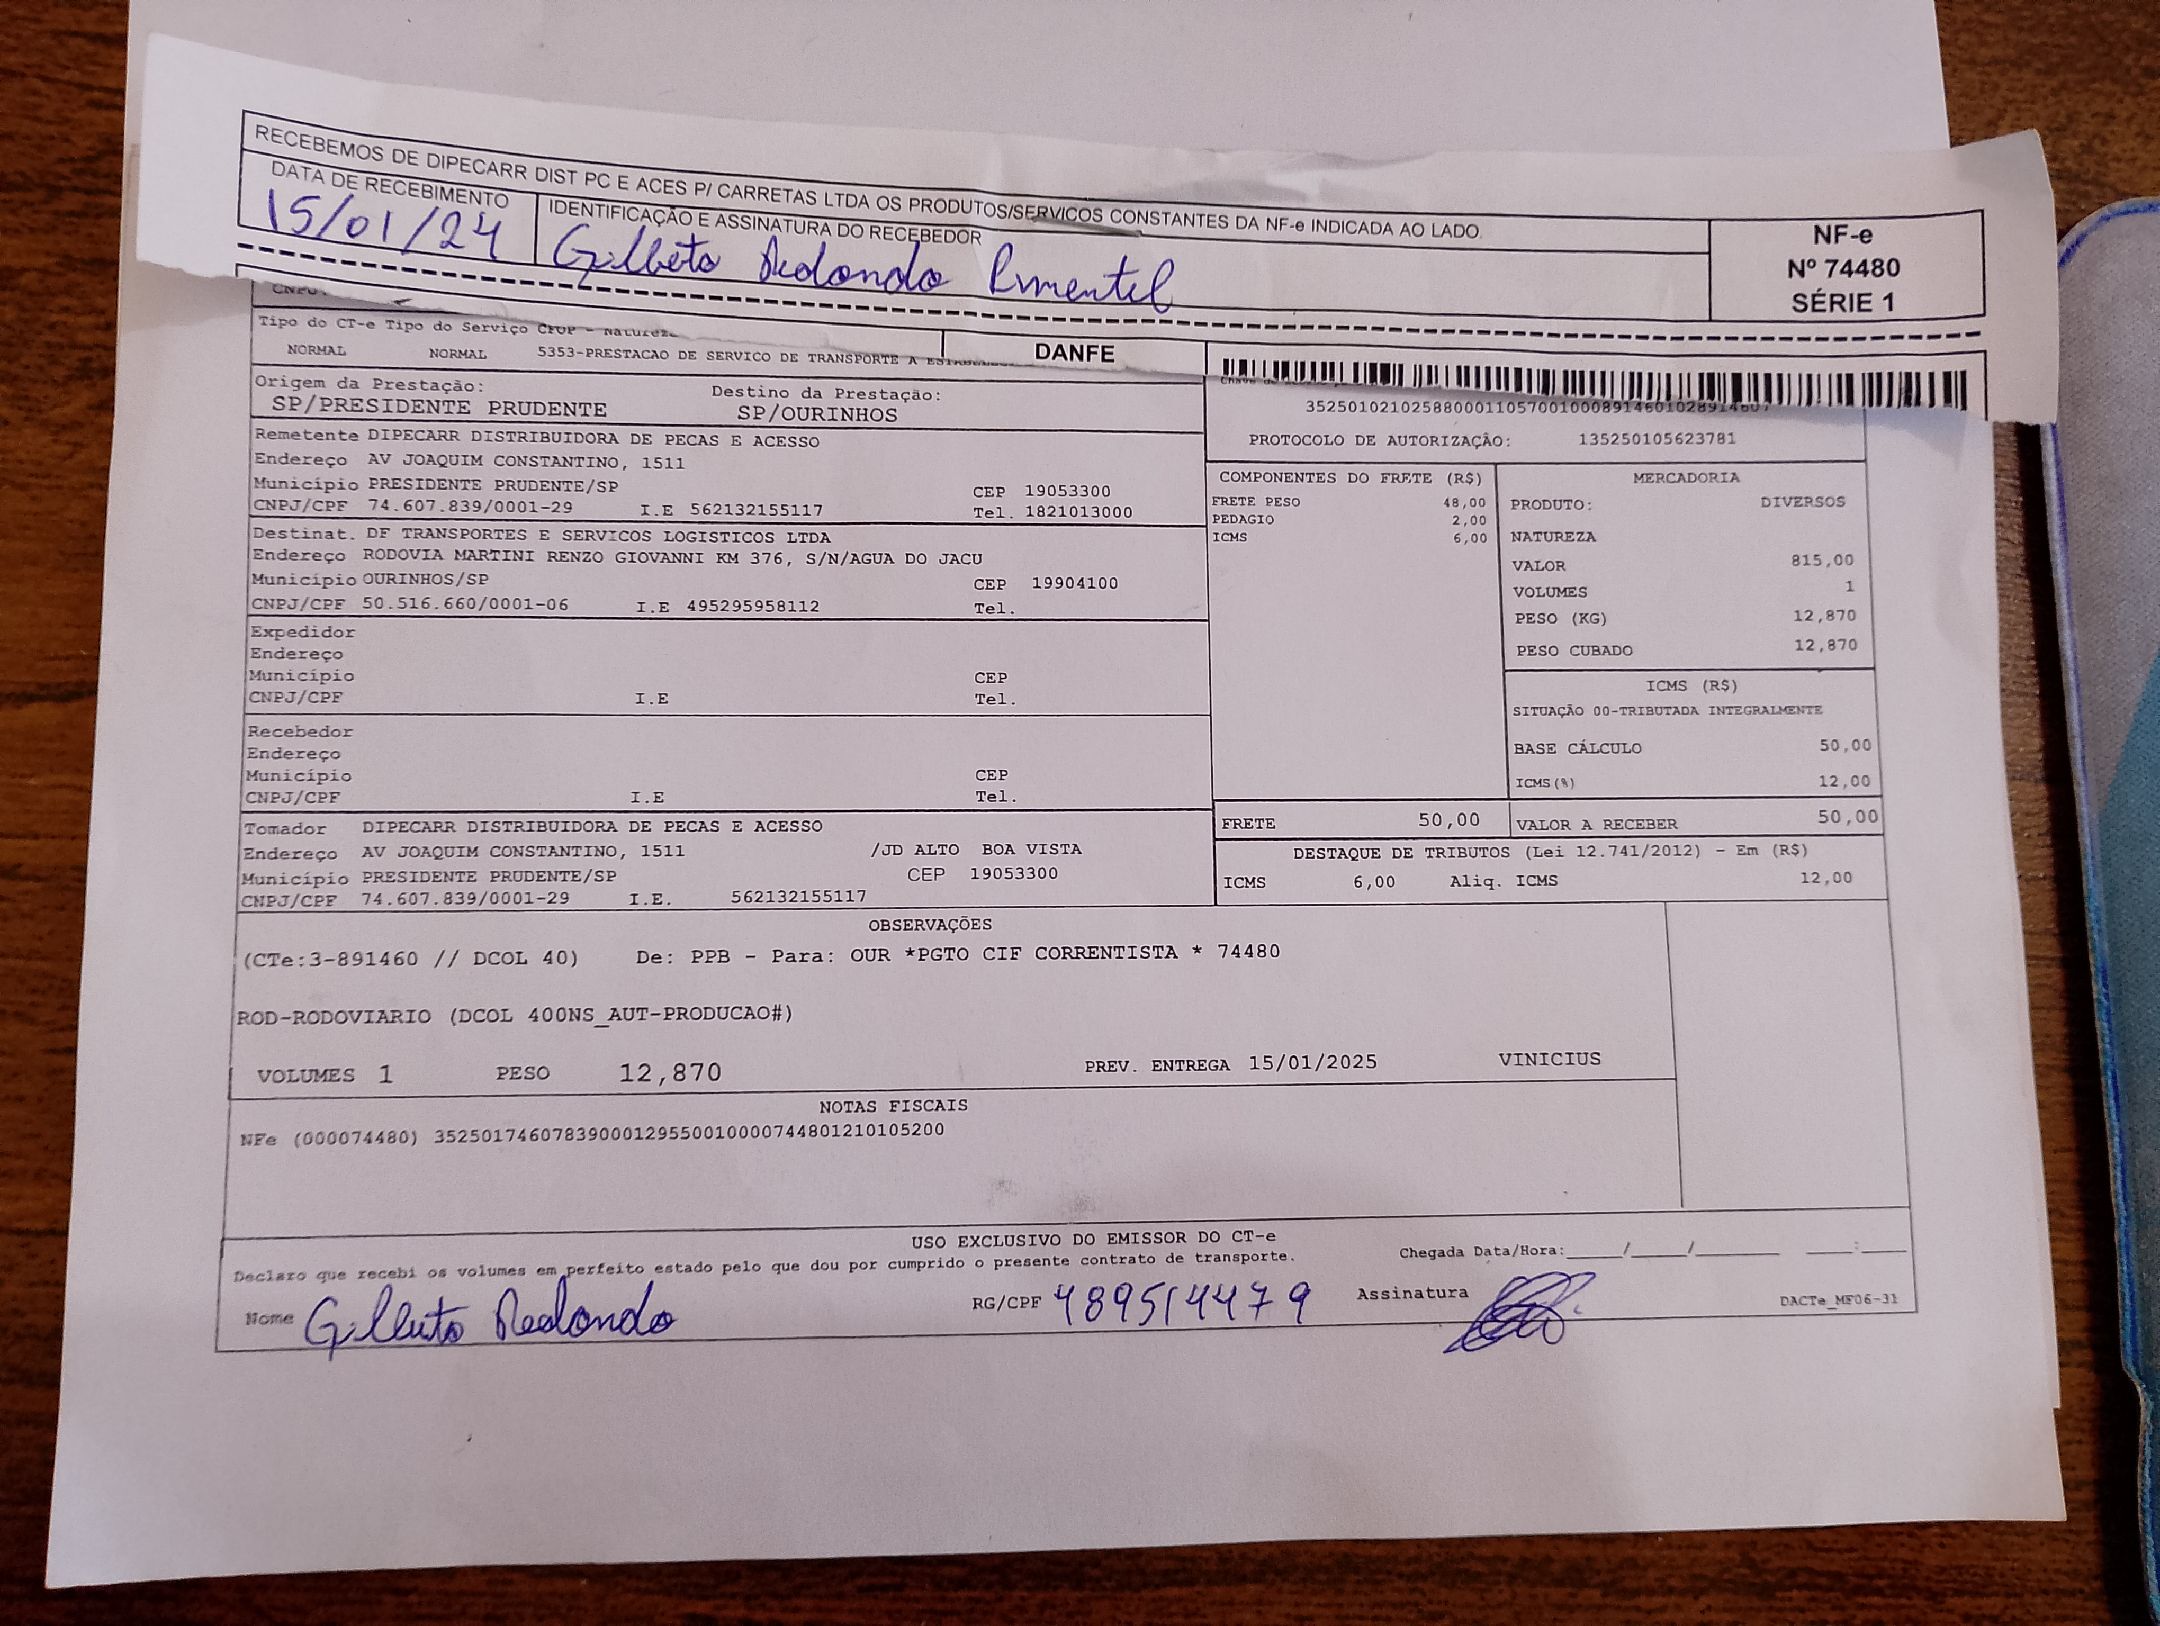 RECEBEMOS DE DIPECARR DIST PC E ACES P/ CARRETAS LTDA OS PRODUTOS/SERVICOS CONSTANTES DA NF-e INDICADA AO LADO.
DATA DE RECEBIMENTO
15/01/24
IDENTIFICAÇÃO E ASSINATURA DO RECEBEDOR
Gilberto Redondo Pimentel
NF-e
Nº 74480
SÉRIE 1
DANFE
Tipo do CT-e Tipo do Serviço CFOP - Natureza
NORMAL NORMAL 5353-PRESTACAO DE SERVICO DE TRANSPORTE A
Origem da Prestação: Destino da Prestação:
SP/PRESIDENTE PRUDENTE SP/OURINHOS
Remetente DIPECARR DISTRIBUIDORA DE PECAS E ACESSO
Endereço AV JOAQUIM CONSTANTINO, 1511
Município PRESIDENTE PRUDENTE/SP CEP 19053300
CNPJ/CPF 74.607.839/0001-29 I.E 562132155117 Tel. 1821013000
Destinat. DF TRANSPORTES E SERVICOS LOGISTICOS LTDA
Endereço RODOVIA MARTINI RENZO GIOVANNI KM 376, S/N/AGUA DO JACU
Município OURINHOS/SP CEP 19904100
CNPJ/CPF 50.516.660/0001-06 I.E 495295958112 Tel.
Expedidor
Endereço
Município CEP
CNPJ/CPF I.E Tel.
Recebedor
Endereço
Município CEP
CNPJ/CPF I.E Tel.
Tomador DIPECARR DISTRIBUIDORA DE PECAS E ACESSO
Endereço AV JOAQUIM CONSTANTINO, 1511 /JD ALTO BOA VISTA
Município PRESIDENTE PRUDENTE/SP CEP 19053300
CNPJ/CPF 74.607.839/0001-29 I.E. 562132155117
PROTOCOLO DE AUTORIZAÇÃO: 135250105623781
COMPONENTES DO FRETE (R$)
FRETE PESO 48,00
PEDAGIO 2,00
ICMS 6,00
MERCADORIA
PRODUTO: DIVERSOS
NATUREZA
VALOR 815,00
VOLUMES 1
PESO (KG) 12,870
PESO CUBADO 12,870
ICMS (R$)
SITUAÇÃO 00-TRIBUTADA INTEGRALMENTE
BASE CÁLCULO 50,00
ICMS(%) 12,00
FRETE 50,00 VALOR A RECEBER 50,00
DESTAQUE DE TRIBUTOS (Lei 12.741/2012) - Em (R$)
ICMS 6,00 Aliq. ICMS 12,00
OBSERVAÇÕES
(CTe:3-891460 // DCOL 40) De: PPB - Para: OUR *PGTO CIF CORRENTISTA * 74480
ROD-RODOVIARIO (DCOL 400NS_AUT-PRODUCAO#)
VOLUMES 1 PESO 12,870 PREV. ENTREGA 15/01/2025 VINICIUS
NOTAS FISCAIS
NFe (000074480) 35250174607839000129550010000744801210105200
USO EXCLUSIVO DO EMISSOR DO CT-e
Declaro que recebi os volumes em perfeito estado pelo que dou por cumprido o presente contrato de transporte. Chegada Data/Hora:____/____/______ ___:___
Nome Gilberto Redondo RG/CPF 489514479 Assinatura
DACTe_MF06-31